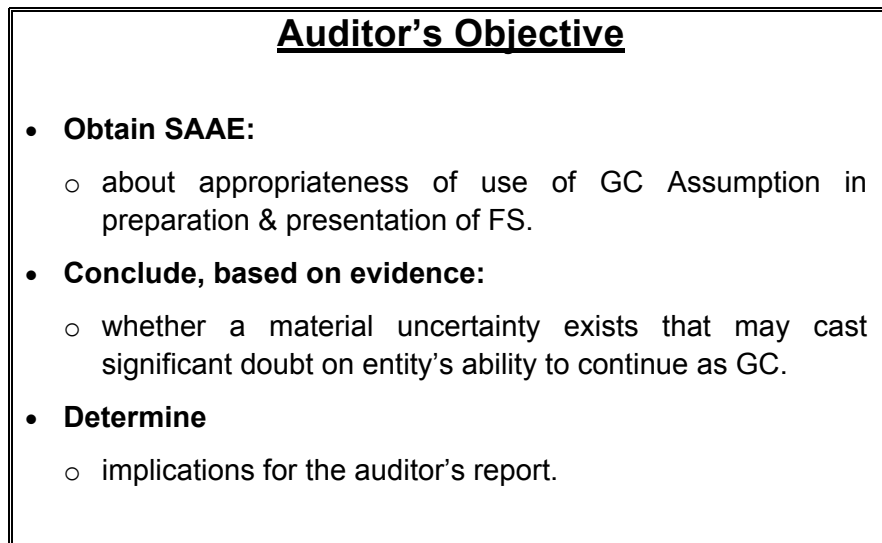 Auditor’s Objective
• Obtain SAAE:
o about appropriateness of use of GC Assumption in
preparation & presentation of FS.
• Conclude, based on evidence:
o whether a material uncertainty exists that may cast
significant doubt on entity’s ability to continue as GC.
• Determine
o implications for the auditor’s report.